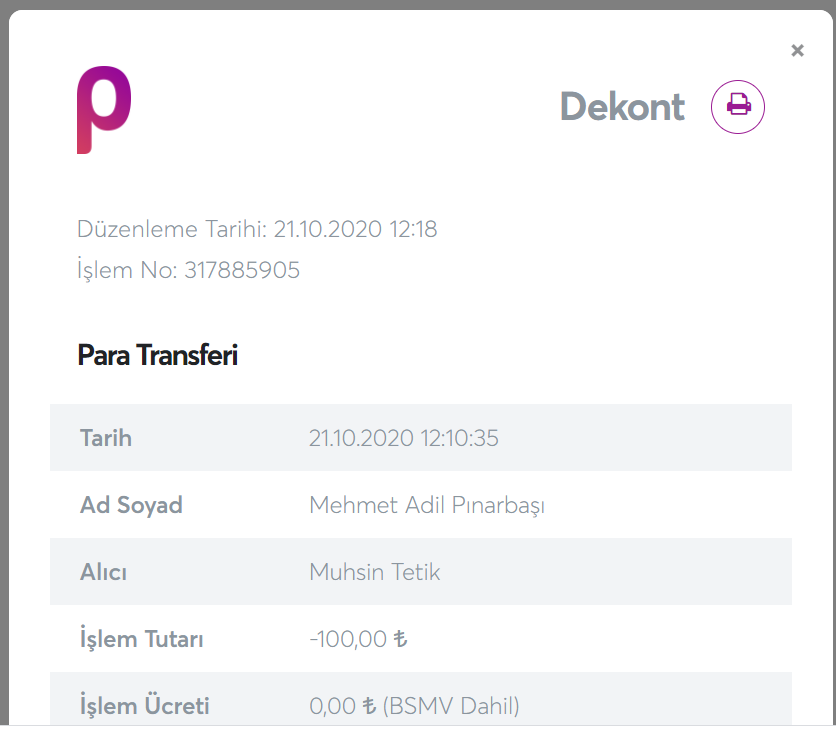 ×
p
Dekont
Düzenleme Tarihi: 21.10.2020 12:18
İşlem No: 317885905
Para Transferi
Tarih 21.10.2020 12:10:35
Ad Soyad Mehmet Adil Pınarbaşı
Alıcı Muhsin Tetik
İşlem Tutarı -100,00 ₺
İşlem Ücreti 0,00 ₺ (BSMV Dahil)